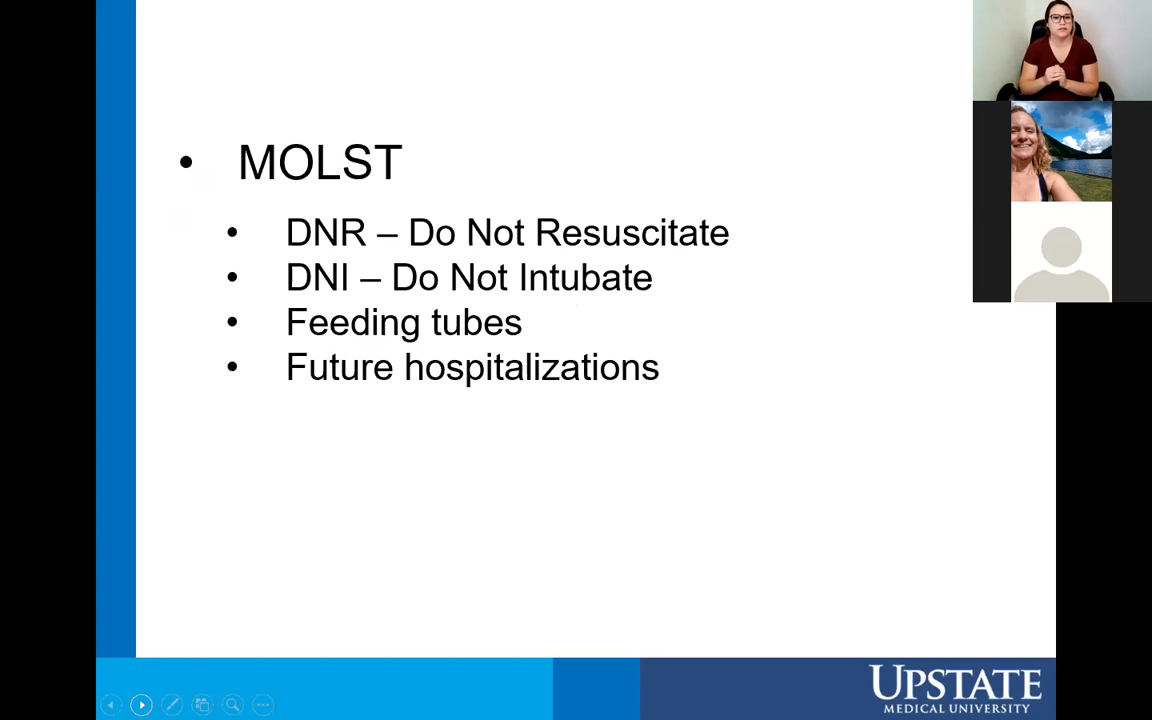 • MOLST
• DNR – Do Not Resuscitate
• DNI – Do Not Intubate
• Feeding tubes
• Future hospitalizations
UPSTATE
MEDICAL UNIVERSITY